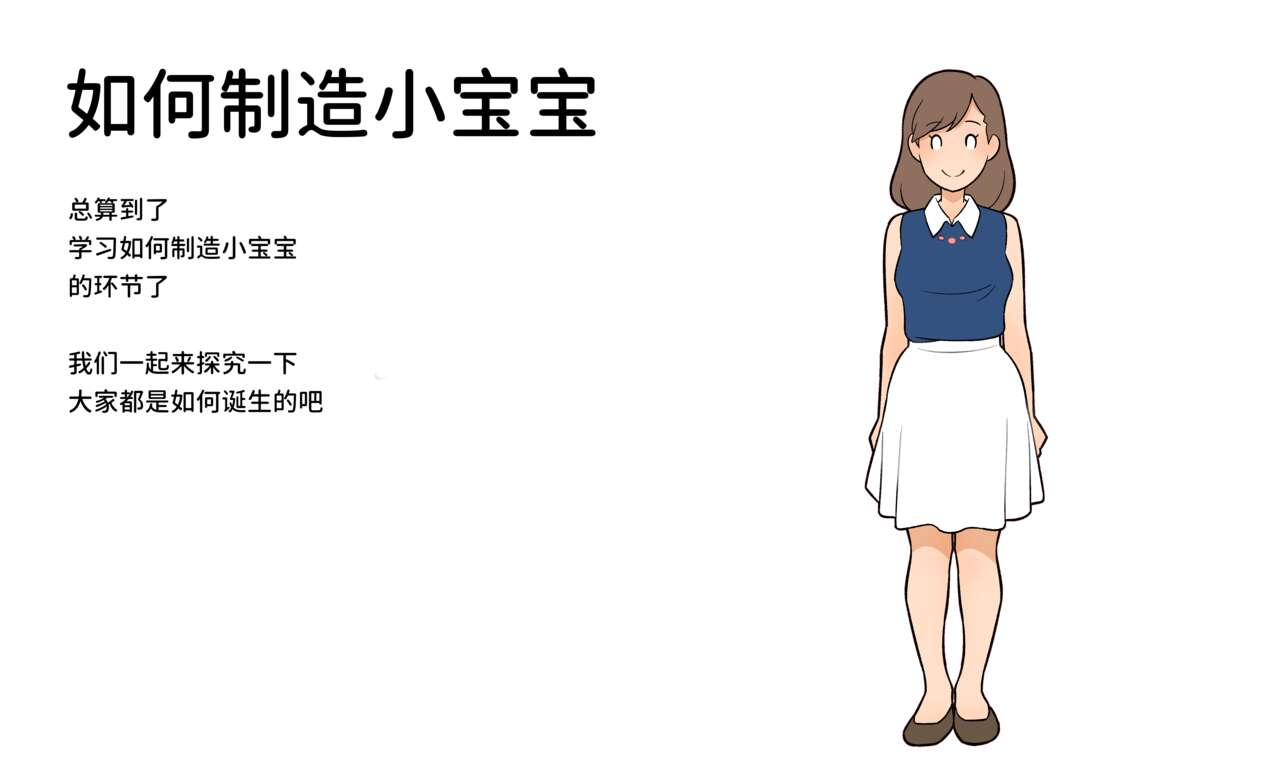 如何制造小宝宝
总算到了
学习如何制造小宝宝
的环节了
我们一起来探究一下
大家都是如何诞生的吧